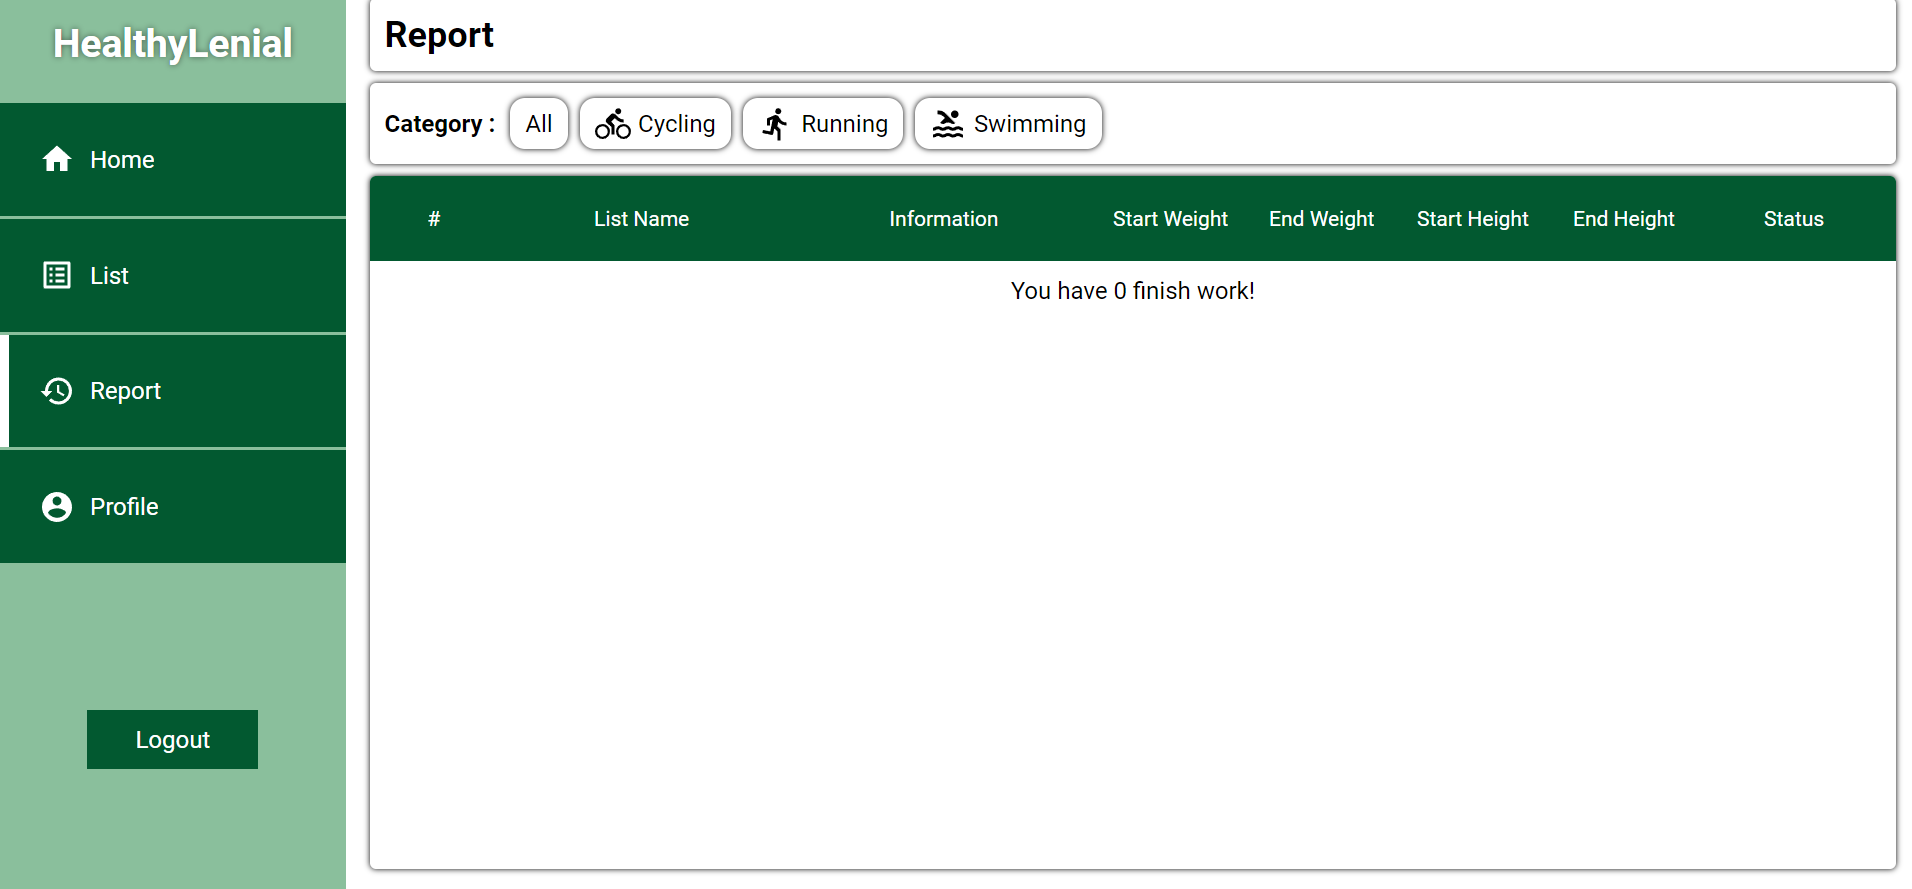 HealthyLenial
Home
List
Report
Profile
Logout
Report
Category : All Cycling Running Swimming
# List Name Information Start Weight End Weight Start Height End Height Status
You have 0 finish work!